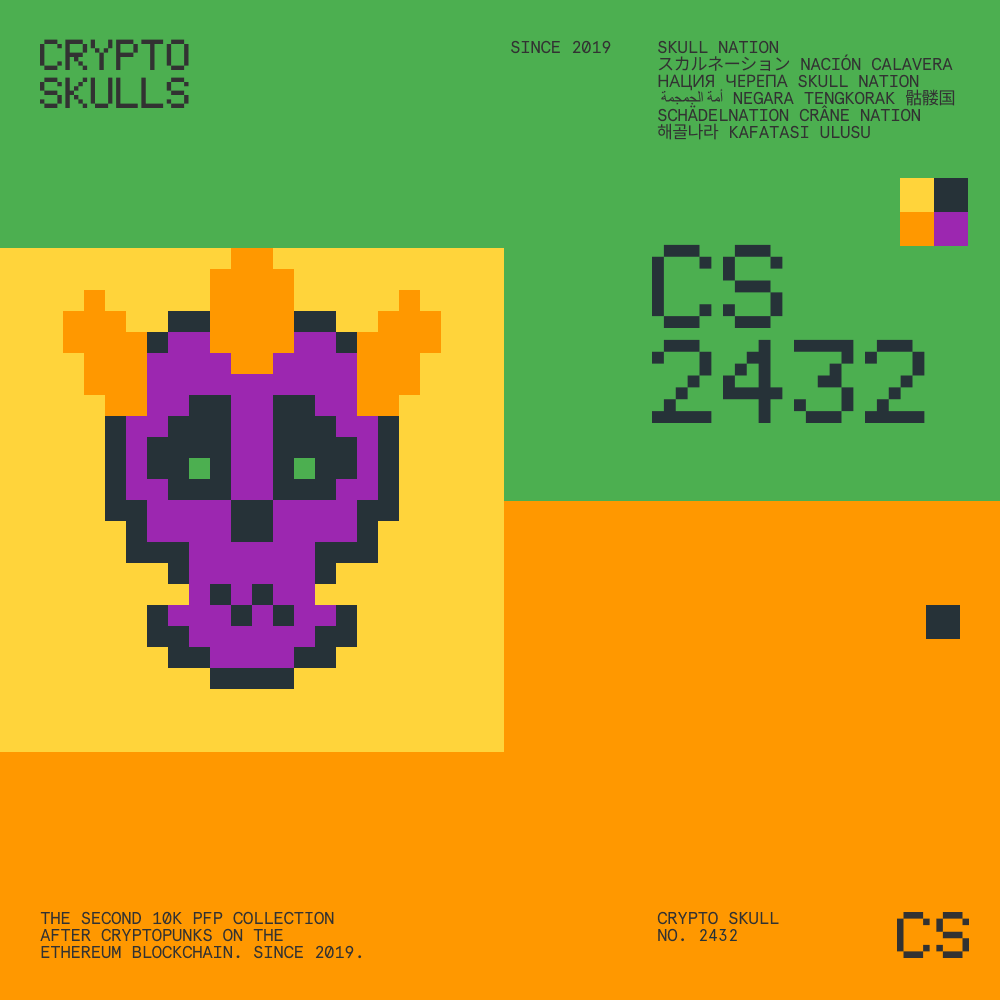 CRYPTO
SKULLS
SINCE 2019
SKULL NATION
スカルネーション NACIÓN CALAVERA
НАЦИЯ ЧЕРЕПА SKULL NATION
أمة الجمجمة NEGARA TENGKORAK 骷髅国
SCHÄDELNATION CRÂNE NATION
해골나라 KAFATASI ULUSU
CS
2432
THE SECOND 10K PFP COLLECTION
AFTER CRYPTOPUNKS ON THE
ETHEREUM BLOCKCHAIN. SINCE 2019.
CRYPTO SKULL
NO. 2432
CS